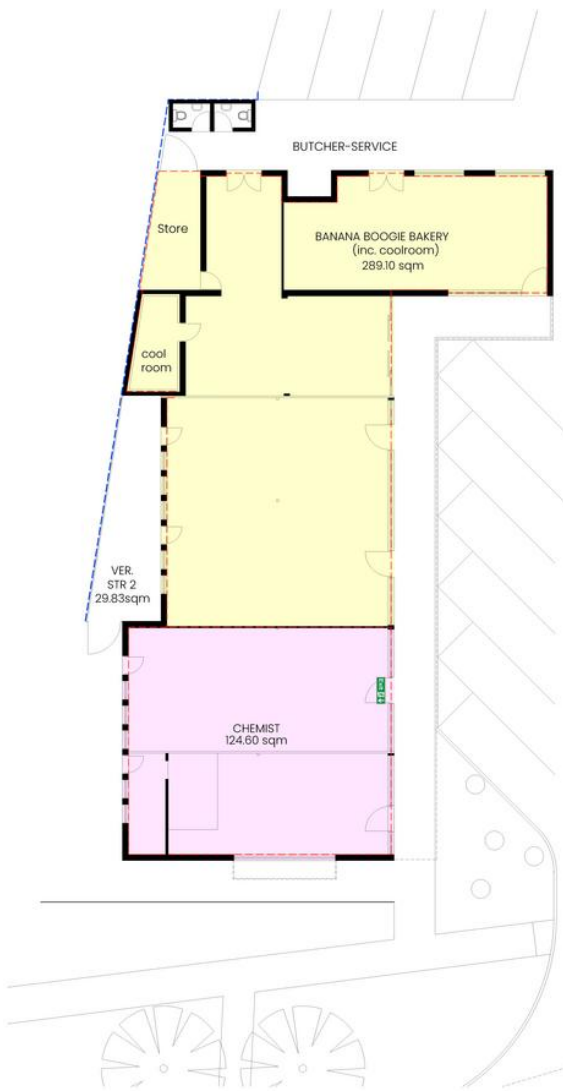 BUTCHER-SERVICE
Store
BANANA BOOGIE BAKERY
(inc. coolroom)
289.10 sqm
cool
room
VER.
STR 2
29.83sqm
Exit
CHEMIST
124.60 sqm